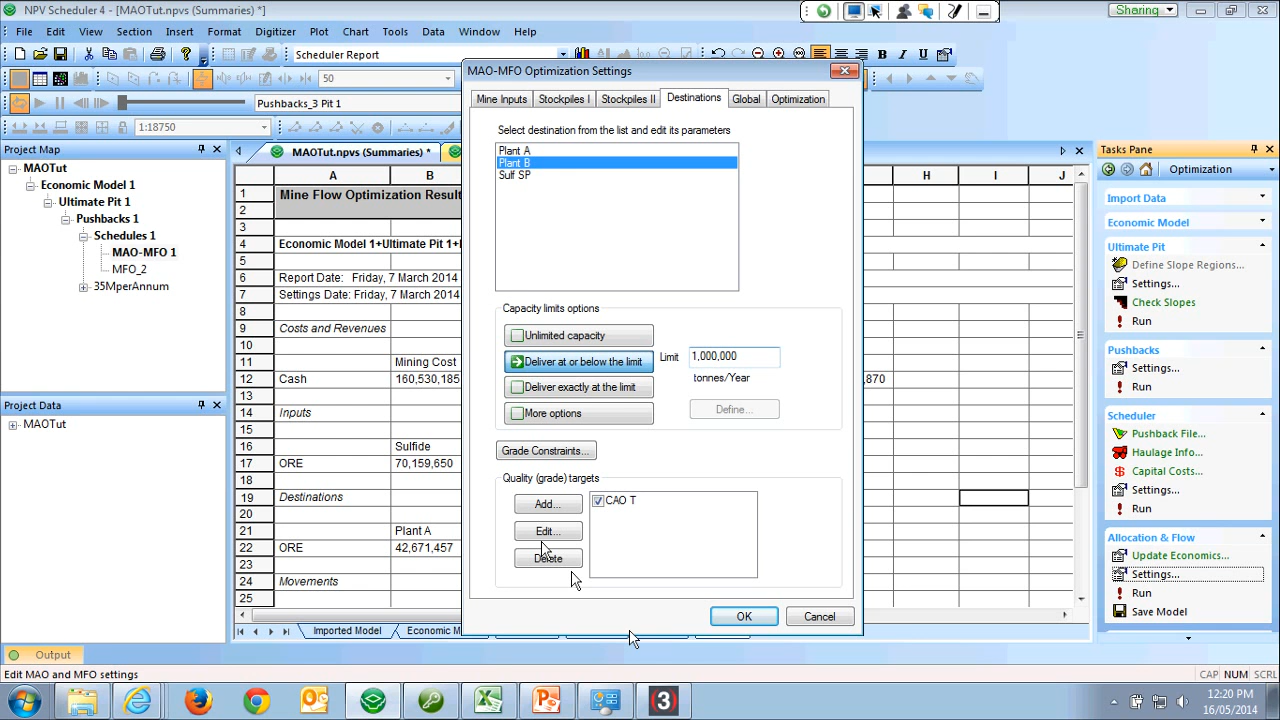 NPV Scheduler 4 - [MAOTut.npvs (Summaries) *]
Sharing
File Edit View Section Insert Format Digitizer Plot Chart Tools Data Window Help
Scheduler Report
B I U
50
Pushbacks_3 Pit 1
1:18750
Project Map
MAOTut
Economic Model 1
Ultimate Pit 1
Pushbacks 1
Schedules 1
MAO-MFO 1
MFO_2
35MperAnnum
Project Data
MAOTut
MAOTut.npvs (Summaries) *
A B H I J
1 Mine Flow Optimization Result
2
3
4 Economic Model 1+Ultimate Pit 1+
5
6 Report Date: Friday, 7 March 2014
7 Settings Date: Friday, 7 March 2014
8
9 Costs and Revenues
10
11 Mining Cost
12 Cash 160,530,185 870
13
14 Inputs
15
16 Sulfide
17 ORE 70,159,650
18
19 Destinations
20
21 Plant A
22 ORE 42,671,457
23
24 Movements
25
Imported Model Economic M
MAO-MFO Optimization Settings
Mine Inputs Stockpiles I Stockpiles II Destinations Global Optimization
Select destination from the list and edit its parameters
Plant A
Plant B
Sulf SP
Capacity limits options
Unlimited capacity
Deliver at or below the limit Limit 1,000,000
tonnes/Year
Deliver exactly at the limit
More options Define...
Grade Constraints...
Quality (grade) targets
Add... CAO T
Edit...
Delete
OK Cancel
Tasks Pane
Optimization
Import Data
Economic Model
Ultimate Pit
Define Slope Regions...
Settings...
Check Slopes
Run
Pushbacks
Settings...
Run
Scheduler
Pushback File...
Haulage Info...
Capital Costs...
Settings...
Run
Allocation & Flow
Update Economics...
Settings...
Run
Save Model
Output
Edit MAO and MFO settings
CAP NUM SCRL
12:20 PM
16/05/2014